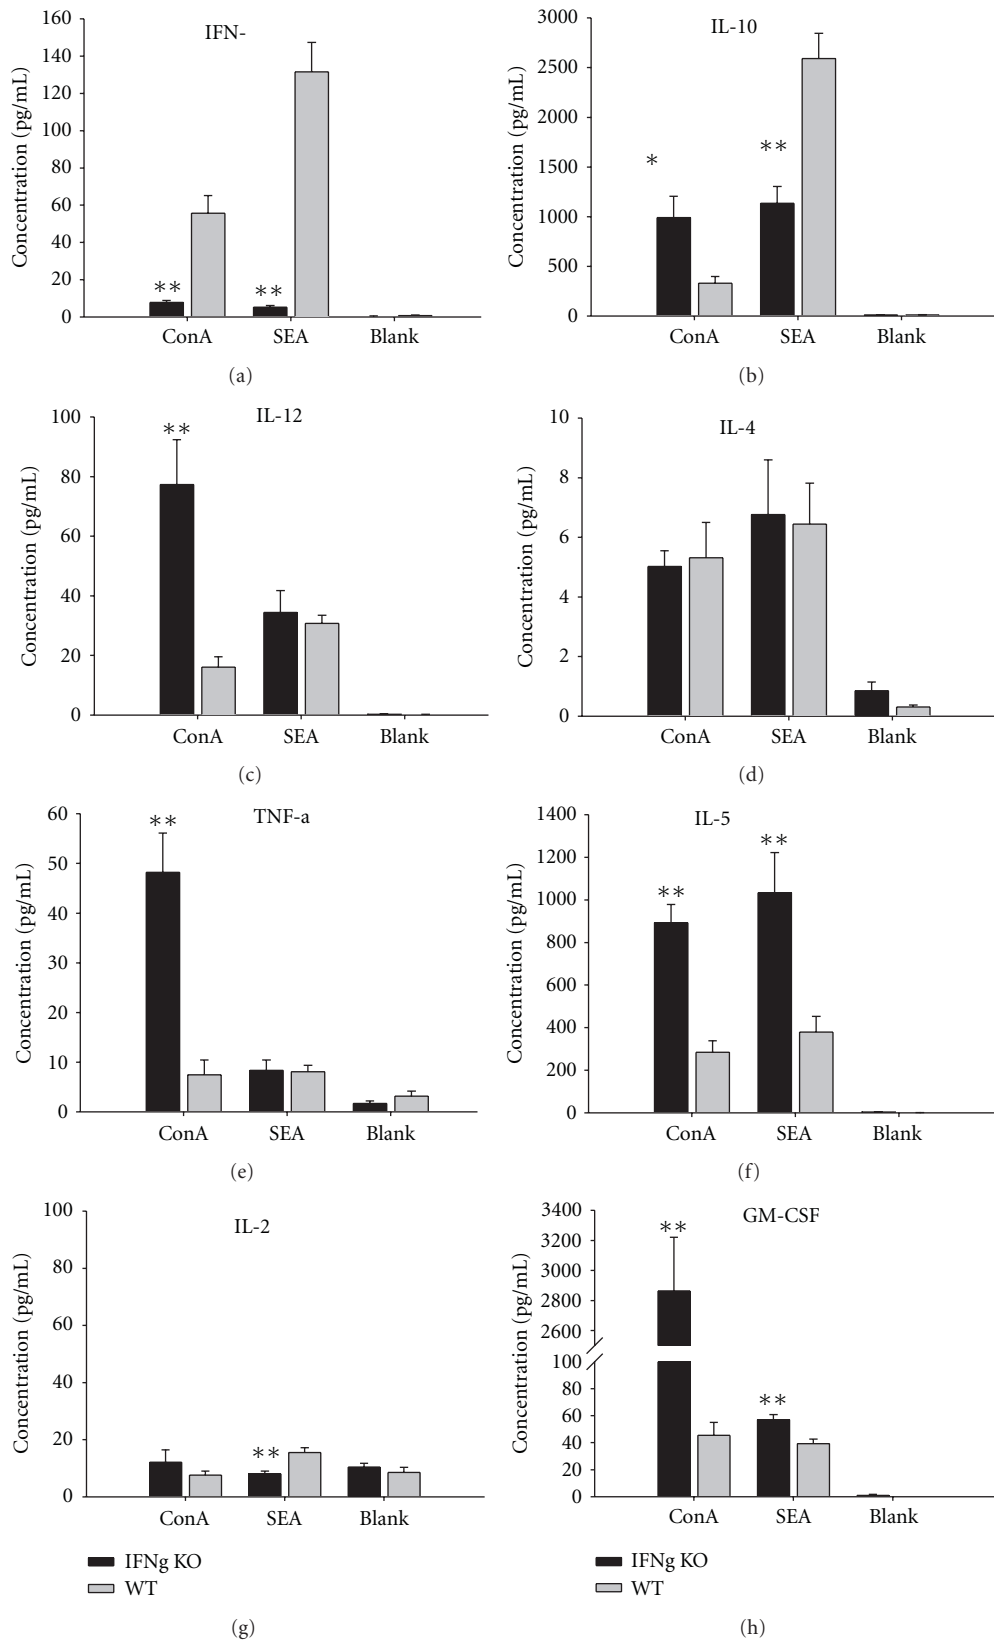 IFN-
Concentration (pg/mL)
160
140
120
100
80
60
40
20
0
**
**
ConA SEA Blank
(a)
IL-10
Concentration (pg/mL)
3000
2500
2000
1500
1000
500
0
*
**
ConA SEA Blank
(b)
IL-12
Concentration (pg/mL)
100
80
60
40
20
0
**
ConA SEA Blank
(c)
IL-4
Concentration (pg/mL)
10
8
6
4
2
0
ConA SEA Blank
(d)
TNF-a
Concentration (pg/mL)
60
50
40
30
20
10
0
**
ConA SEA Blank
(e)
IL-5
Concentration (pg/mL)
1400
1200
1000
800
600
400
200
0
**
**
ConA SEA Blank
(f)
IL-2
Concentration (pg/mL)
100
80
60
40
20
0
**
ConA SEA Blank
IFNg KO
WT
(g)
GM-CSF
Concentration (pg/mL)
3400
3200
3000
2800
2600
100
80
60
40
20
0
**
**
ConA SEA Blank
IFNg KO
WT
(h)